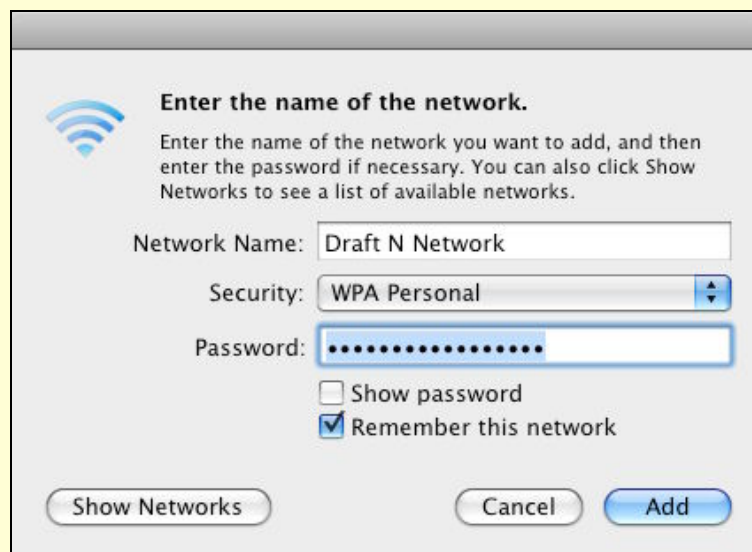 Enter the name of the network.
Enter the name of the network you want to add, and then
enter the password if necessary. You can also click Show
Networks to see a list of available networks.
Network Name: Draft N Network
Security: WPA Personal
Password: •••••••••••••••••
Show password
Remember this network
Show Networks Cancel Add